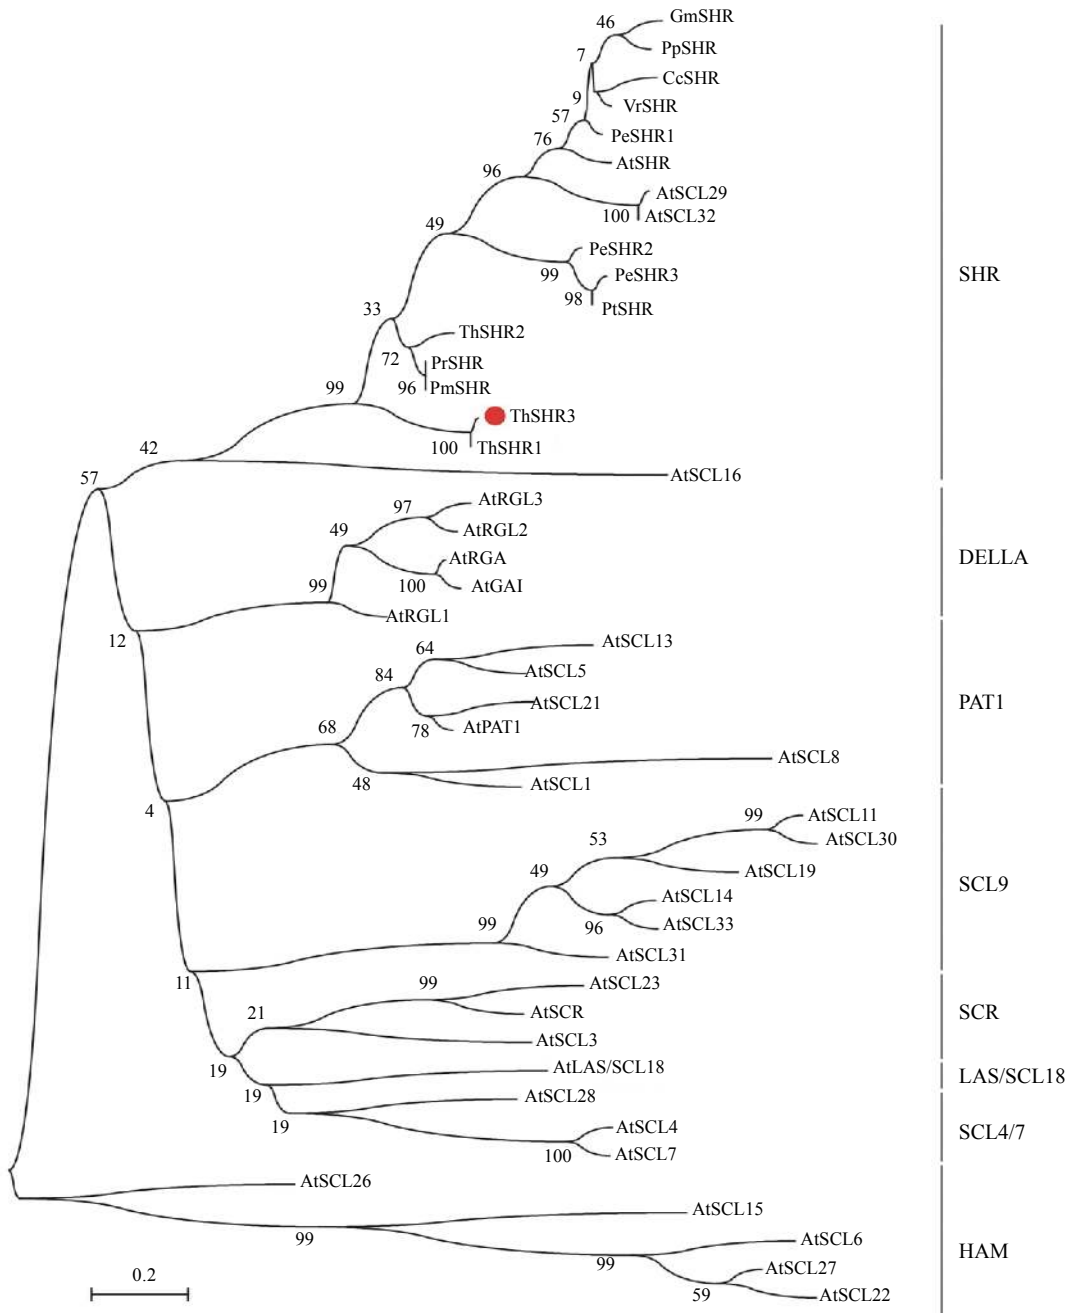 GmSHR
46
PpSHR
7
CcSHR
9
VrSHR
57
PeSHR1
76
AtSHR
96
AtSCL29
100
AtSCL32
49
PeSHR2
99
PeSHR3
98
PtSHR
SHR
33
ThSHR2
72
PrSHR
96
PmSHR
99
ThSHR3
100
ThSHR1
42
AtSCL16
57
AtRGL3
97
AtRGL2
49
AtRGA
100
AtGAI
99
AtRGL1
DELLA
12
AtSCL13
64
AtSCL5
84
AtSCL21
78
AtPAT1
68
AtSCL8
48
AtSCL1
PAT1
4
AtSCL11
99
AtSCL30
53
AtSCL19
49
AtSCL14
96
AtSCL33
99
AtSCL31
SCL9
11
AtSCL23
99
AtSCR
21
AtSCL3
SCR
19
AtLAS/SCL18
LAS/SCL18
19
AtSCL28
19
AtSCL4
100
AtSCL7
SCL4/7
AtSCL26
AtSCL15
99
AtSCL6
99
AtSCL27
59
AtSCL22
HAM
0.2